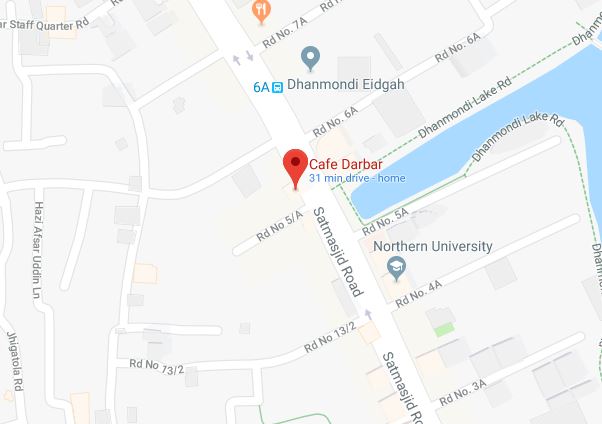 ar Staff Quarter Rd
Rd No. 7A
Rd No. 6A
6A
Dhanmondi Eidgah
Rd No. 6A
Dhanmondi Lake Rd
Dhanmondi Lake Rd
Cafe Darbar
31 min drive - home
Rd No 5/A
Satmasjid Road
Rd No. 5A
Hazi Afsar Uddin Ln
Northern University
Rd No. 4A
Rd No 13/2
Rd No 13/2
Jhigatola Rd
Satmasjid Ro
Rd No. 3A